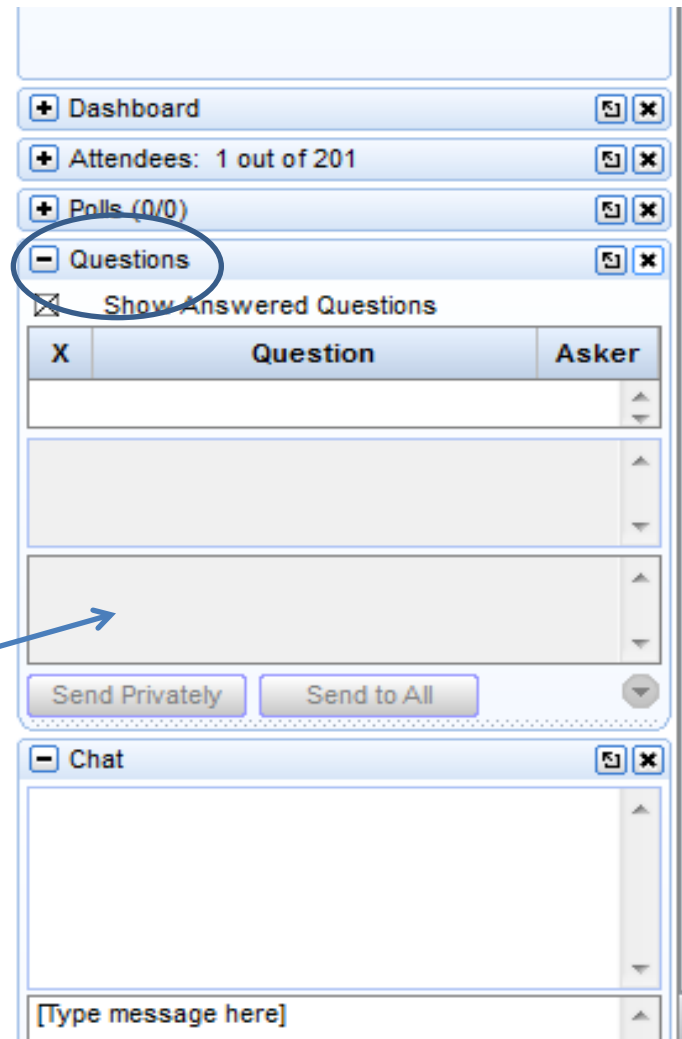 Dashboard
Attendees: 1 out of 201
Polls (0/0)
Questions
Show Answered Questions
X Question Asker
Send Privately Send to All
Chat
[Type message here]